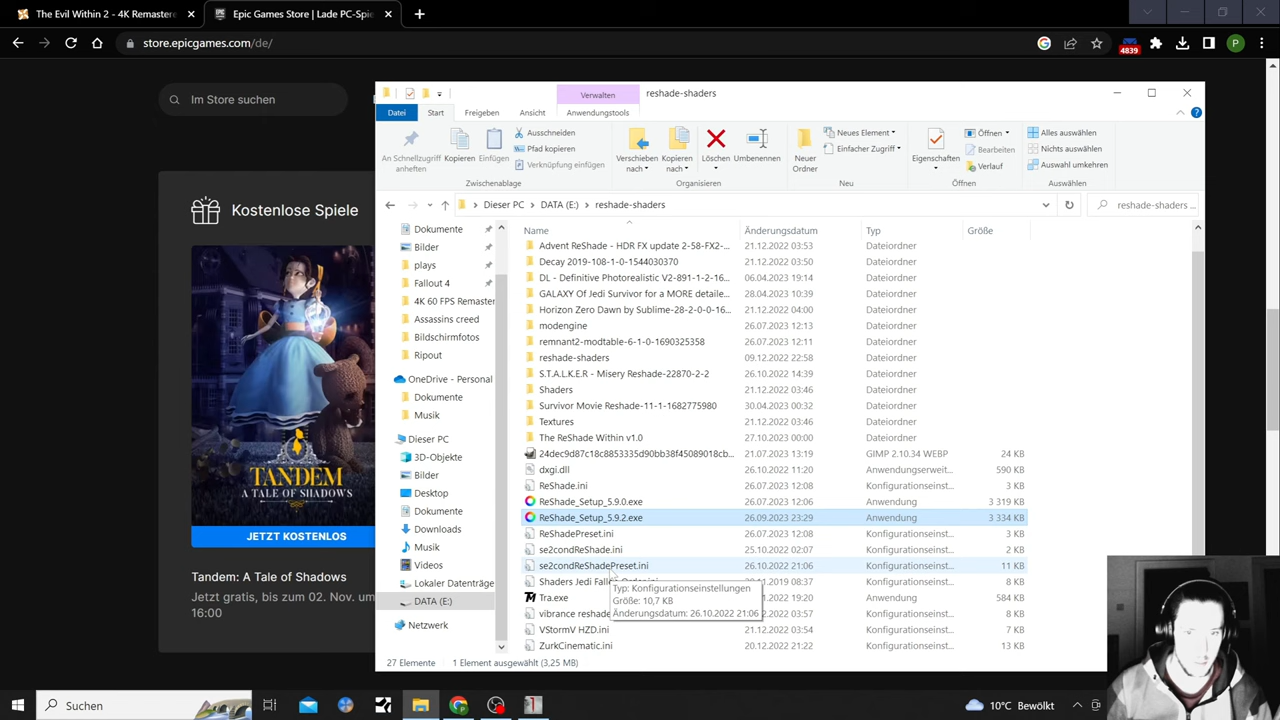 The Evil Within 2 - 4K Remastere
Epic Games Store | Lade PC-Spie
store.epicgames.com/de/
4839
P
Im Store suchen
Kostenlose Spiele
TANDEM
A TALE OF SHADOWS
JETZT KOSTENLOS
Tandem: A Tale of Shadows
Jetzt gratis, bis zum 02. Nov. um
16:00
Verwalten
reshade-shaders
Datei
Start
Freigeben
Ansicht
Anwendungstools
An Schnellzugriff
anheften
Kopieren
Einfügen
Ausschneiden
Pfad kopieren
Verknüpfung einfügen
Zwischenablage
Verschieben
nach
Kopieren
nach
Löschen
Umbenennen
Organisieren
Neuer
Ordner
Neues Element
Einfacher Zugriff
Neu
Eigenschaften
Öffnen
Bearbeiten
Verlauf
Öffnen
Alles auswählen
Nichts auswählen
Auswahl umkehren
Auswählen
Dieser PC
DATA (E:)
reshade-shaders
reshade-shaders ...
Dokumente
Bilder
plays
Fallout 4
4K 60 FPS Remaster
Assassins creed
Bildschirmfotos
Ripout
OneDrive - Personal
Dokumente
Musik
Dieser PC
3D-Objekte
Bilder
Desktop
Dokumente
Downloads
Musik
Videos
Lokaler Datenträge
DATA (E:)
Netzwerk
Name Änderungsdatum Typ Größe
Advent ReShade - HDR FX update 2-58-FX2-... 21.12.2022 03:53 Dateiordner
Decay 2019-108-1-0-1544030370 21.12.2022 03:50 Dateiordner
DL - Definitive Photorealistic V2-891-1-2-16... 06.04.2023 19:14 Dateiordner
GALAXY Of Jedi Survivor for a MORE detaile... 28.04.2023 10:39 Dateiordner
Horizon Zero Dawn by Sublime-28-2-0-0-16... 21.12.2022 04:00 Dateiordner
modengine 26.07.2023 12:13 Dateiordner
remnant2-modtable-6-1-0-1690325358 26.07.2023 12:11 Dateiordner
reshade-shaders 09.12.2022 22:58 Dateiordner
S.T.A.L.K.E.R - Misery Reshade-22870-2-2 26.10.2022 14:39 Dateiordner
Shaders 21.12.2022 03:46 Dateiordner
Survivor Movie Reshade-11-1-1682775980 30.04.2023 00:32 Dateiordner
Textures 21.12.2022 03:46 Dateiordner
The ReShade Within v1.0 27.10.2023 00:00 Dateiordner
24dec9d87c18c8853335d90bb38f45089018cb... 21.07.2023 13:19 GIMP 2.10.34 WEBP 24 KB
dxgi.dll 26.10.2022 11:20 Anwendungserweit... 590 KB
ReShade.ini 26.07.2023 12:08 Konfigurationseinst... 2 KB
ReShade_Setup_5.9.0.exe 26.07.2023 12:06 Anwendung 3 319 KB
ReShade_Setup_5.9.2.exe 26.09.2023 23:29 Anwendung 3 334 KB
ReShadePreset.ini 26.07.2023 12:08 Konfigurationseinst... 3 KB
se2condReShade.ini 25.10.2022 02:07 Konfigurationseinst... 2 KB
se2condReShadePreset.ini 26.10.2022 21:06 Konfigurationseinst... 11 KB
Shaders Jedi 08:37 Konfigurationseinst... 8 KB
Tra.exe 19:20 Anwendung 584 KB
vibrance reshade 03:57 Konfigurationseinst... 8 KB
VStormV HZD.ini 21.12.2022 03:54 Konfigurationseinst... 7 KB
ZurkCinematic.ini 20.12.2022 21:22 Konfigurationseinst... 13 KB
Typ: Konfigurationseinstellungen
Größe: 10,7 KB
Änderungsdatum: 26.10.2022 21:06
27 Elemente
1 Element ausgewählt (3,25 MB)
Suchen
10°C Bewölkt